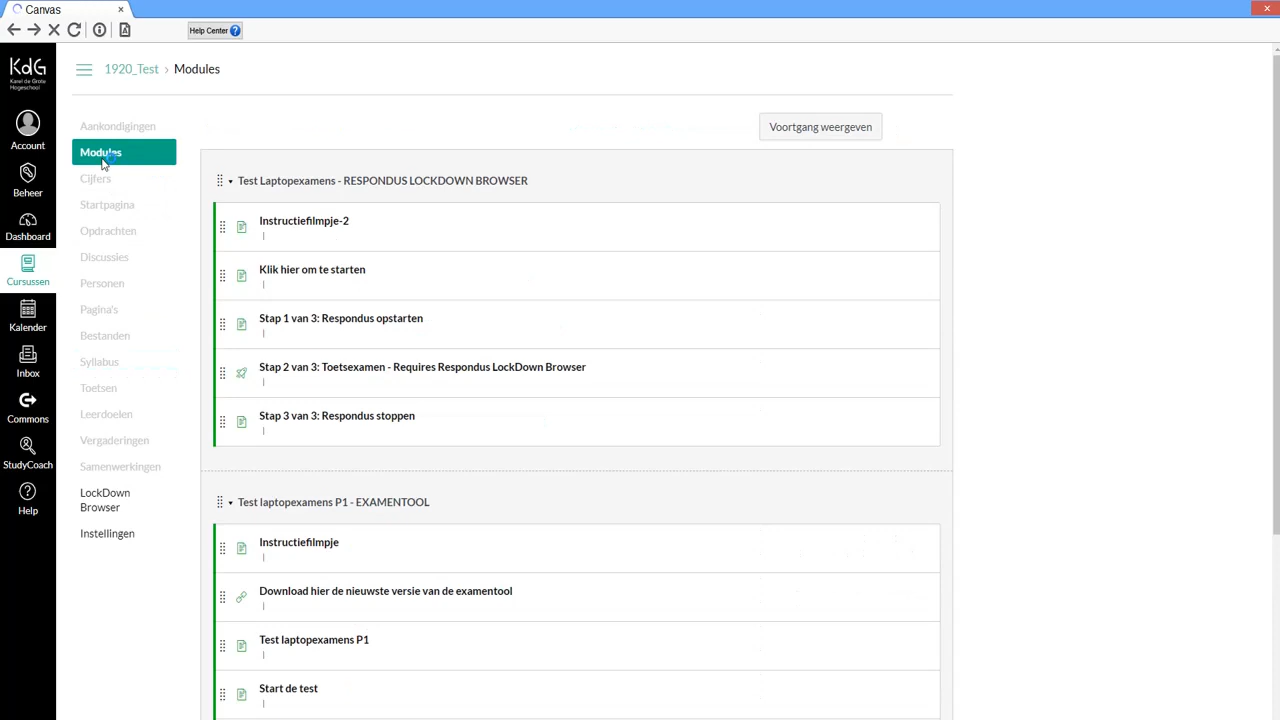 Canvas
Help Center ?
KdG
Karel de Grote
Hogeschool
1920_Test › Modules
Account
Beheer
Dashboard
Cursussen
Kalender
Inbox
Commons
StudyCoach
Help
Aankondigingen
Modules
Cijfers
Startpagina
Opdrachten
Discussies
Personen
Pagina's
Bestanden
Syllabus
Toetsen
Leerdoelen
Vergaderingen
Samenwerkingen
LockDown
Browser
Instellingen
Voortgang weergeven
Test Laptopexamens - RESPONDUS LOCKDOWN BROWSER
Instructiefilmpje-2
Klik hier om te starten
Stap 1 van 3: Respondus opstarten
Stap 2 van 3: Toetsexamen - Requires Respondus LockDown Browser
Stap 3 van 3: Respondus stoppen
Test laptopexamens P1 - EXAMENTOOL
Instructiefilmpje
Download hier de nieuwste versie van de examentool
Test laptopexamens P1
Start de test